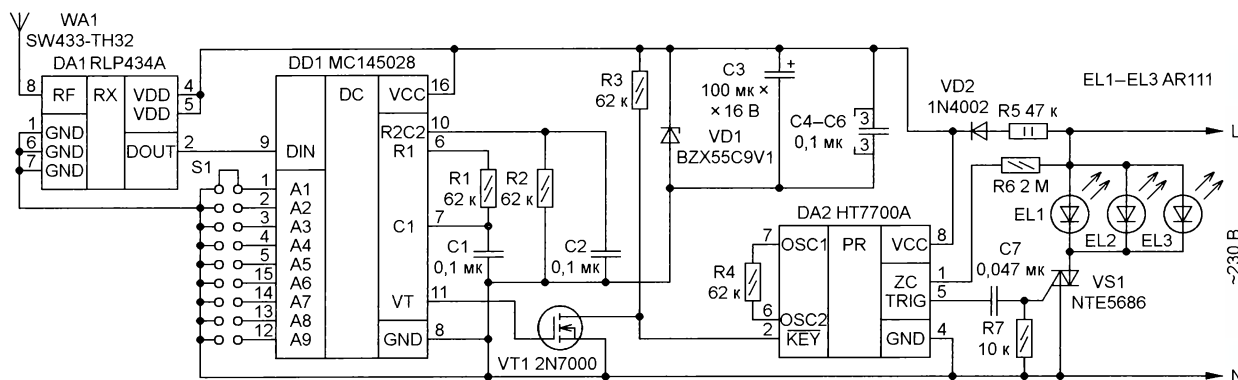 WA1
SW433-TH32
DA1 RLP434A
8
RF
RX
VDD
4
VDD
5
1
GND
6
GND
7
GND
DOUT
2
S1
DD1 MC145028
DC
VCC
16
R2C2
10
R1
6
9
DIN
1
A1
2
A2
3
A3
4
A4
5
A5
15
A6
14
A7
13
A8
12
A9
C1
7
VT
11
GND
8
R1
62 к
R2
62 к
C1
0,1 мк
C2
0,1 мк
VT1 2N7000
R3
62 к
VD1
BZX55C9V1
C3
100 мк ×
× 16 В
+
C4–C6
0,1 мк
3
3
DA2 HT7700A
7
OSC1
PR
VCC
8
R4
62 к
6
OSC2
2
KEY
ZC
1
TRIG
5
GND
4
VD2
1N4002
R5 47 к
R6 2 М
EL1–EL3 AR111
EL1
EL2
EL3
C7
0,047 мк
R7
10 к
VS1
NTE5686
L
~230 В
N